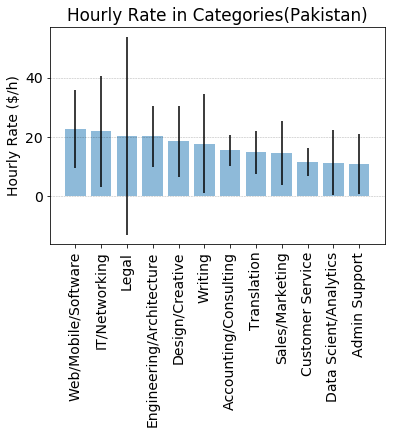 Hourly Rate in Categories(Pakistan)
Hourly Rate ($/h)
40
20
0
Web/Mobile/Software
IT/Networking
Legal
Engineering/Architecture
Design/Creative
Writing
Accounting/Consulting
Translation
Sales/Marketing
Customer Service
Data Scient/Analytics
Admin Support